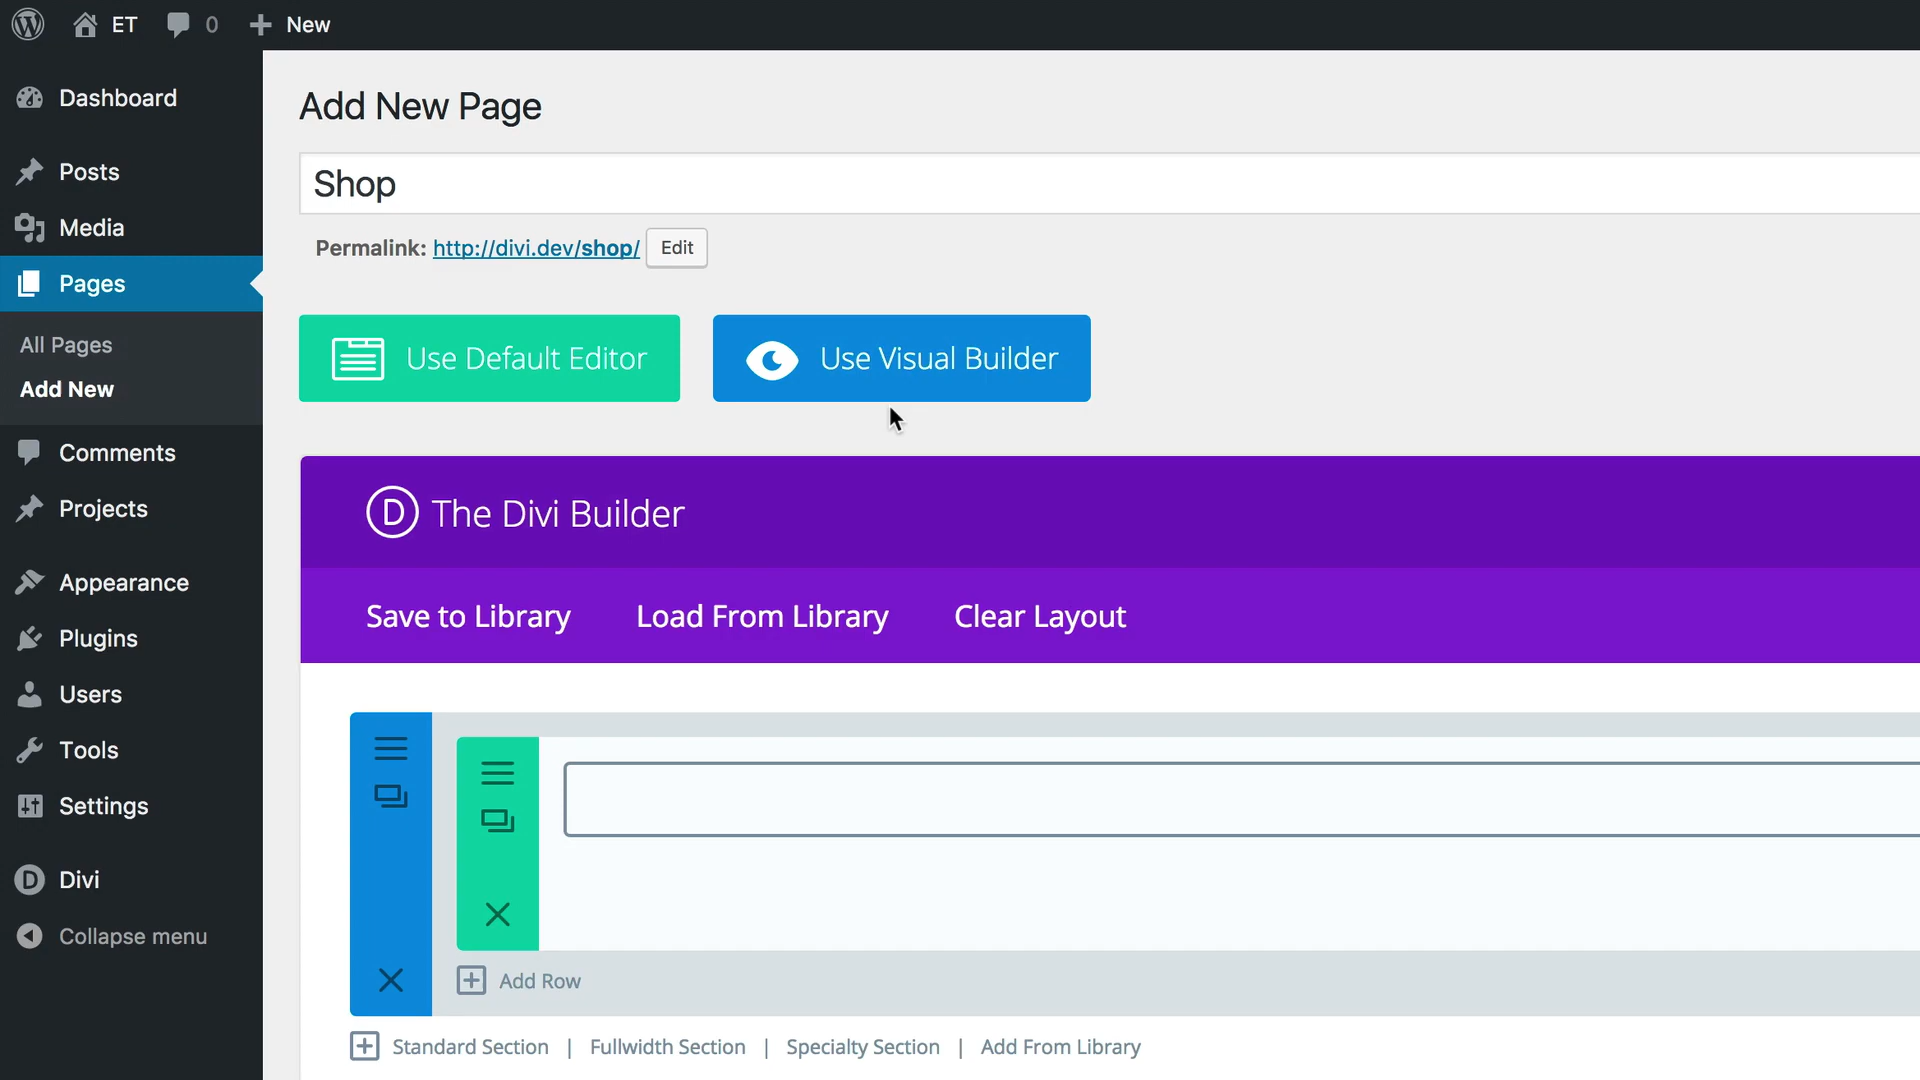 ET 0 New
Dashboard
Posts
Media
Pages
All Pages
Add New
Comments
Projects
Appearance
Plugins
Users
Tools
Settings
Divi
Collapse menu
Add New Page
Shop
Permalink: http://divi.dev/shop/ Edit
Use Default Editor Use Visual Builder
D The Divi Builder
Save to Library Load From Library Clear Layout
Add Row
Standard Section | Fullwidth Section | Specialty Section | Add From Library